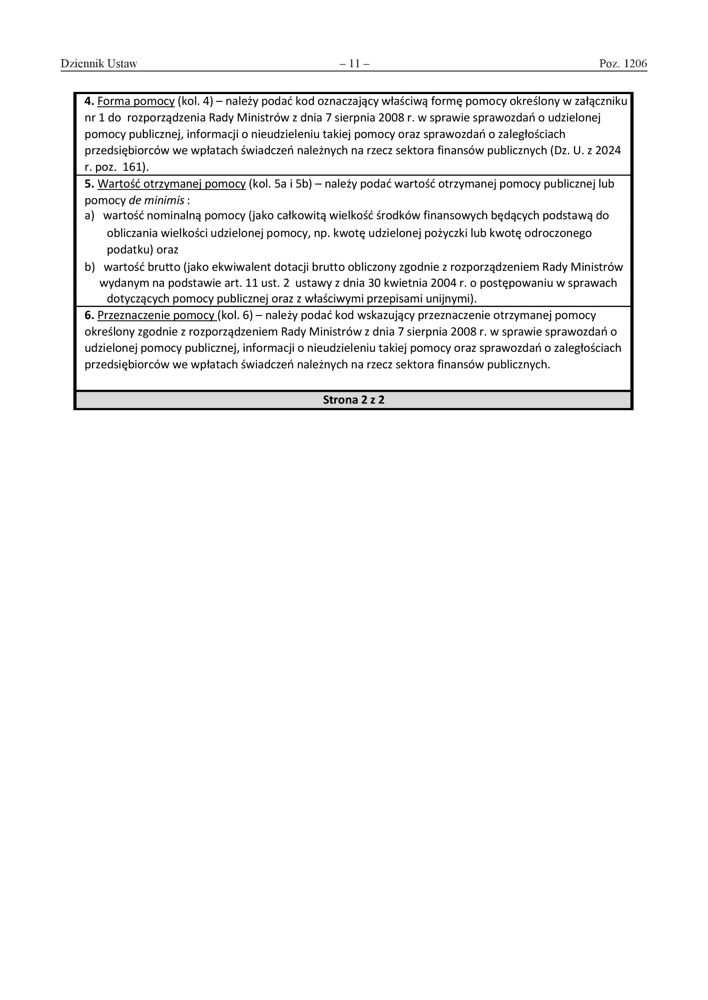 Dziennik Ustaw – 11 – Poz. 1206
4. Forma pomocy (kol. 4) – należy podać kod oznaczający właściwą formę pomocy określony w załączniku
nr 1 do rozporządzenia Rady Ministrów z dnia 7 sierpnia 2008 r. w sprawie sprawozdań o udzielonej
pomocy publicznej, informacji o nieudzieleniu takiej pomocy oraz sprawozdań o zaległościach
przedsiębiorców we wpłatach świadczeń należnych na rzecz sektora finansów publicznych (Dz. U. z 2024
r. poz. 161).
5. Wartość otrzymanej pomocy (kol. 5a i 5b) – należy podać wartość otrzymanej pomocy publicznej lub
pomocy de minimis :
a) wartość nominalną pomocy (jako całkowitą wielkość środków finansowych będących podstawą do
obliczania wielkości udzielonej pomocy, np. kwotę udzielonej pożyczki lub kwotę odroczonego
podatku) oraz
b) wartość brutto (jako ekwiwalent dotacji brutto obliczony zgodnie z rozporządzeniem Rady Ministrów
wydanym na podstawie art. 11 ust. 2 ustawy z dnia 30 kwietnia 2004 r. o postępowaniu w sprawach
dotyczących pomocy publicznej oraz z właściwymi przepisami unijnymi).
6. Przeznaczenie pomocy (kol. 6) – należy podać kod wskazujący przeznaczenie otrzymanej pomocy
określony zgodnie z rozporządzeniem Rady Ministrów z dnia 7 sierpnia 2008 r. w sprawie sprawozdań o
udzielonej pomocy publicznej, informacji o nieudzieleniu takiej pomocy oraz sprawozdań o zaległościach
przedsiębiorców we wpłatach świadczeń należnych na rzecz sektora finansów publicznych.
Strona 2 z 2